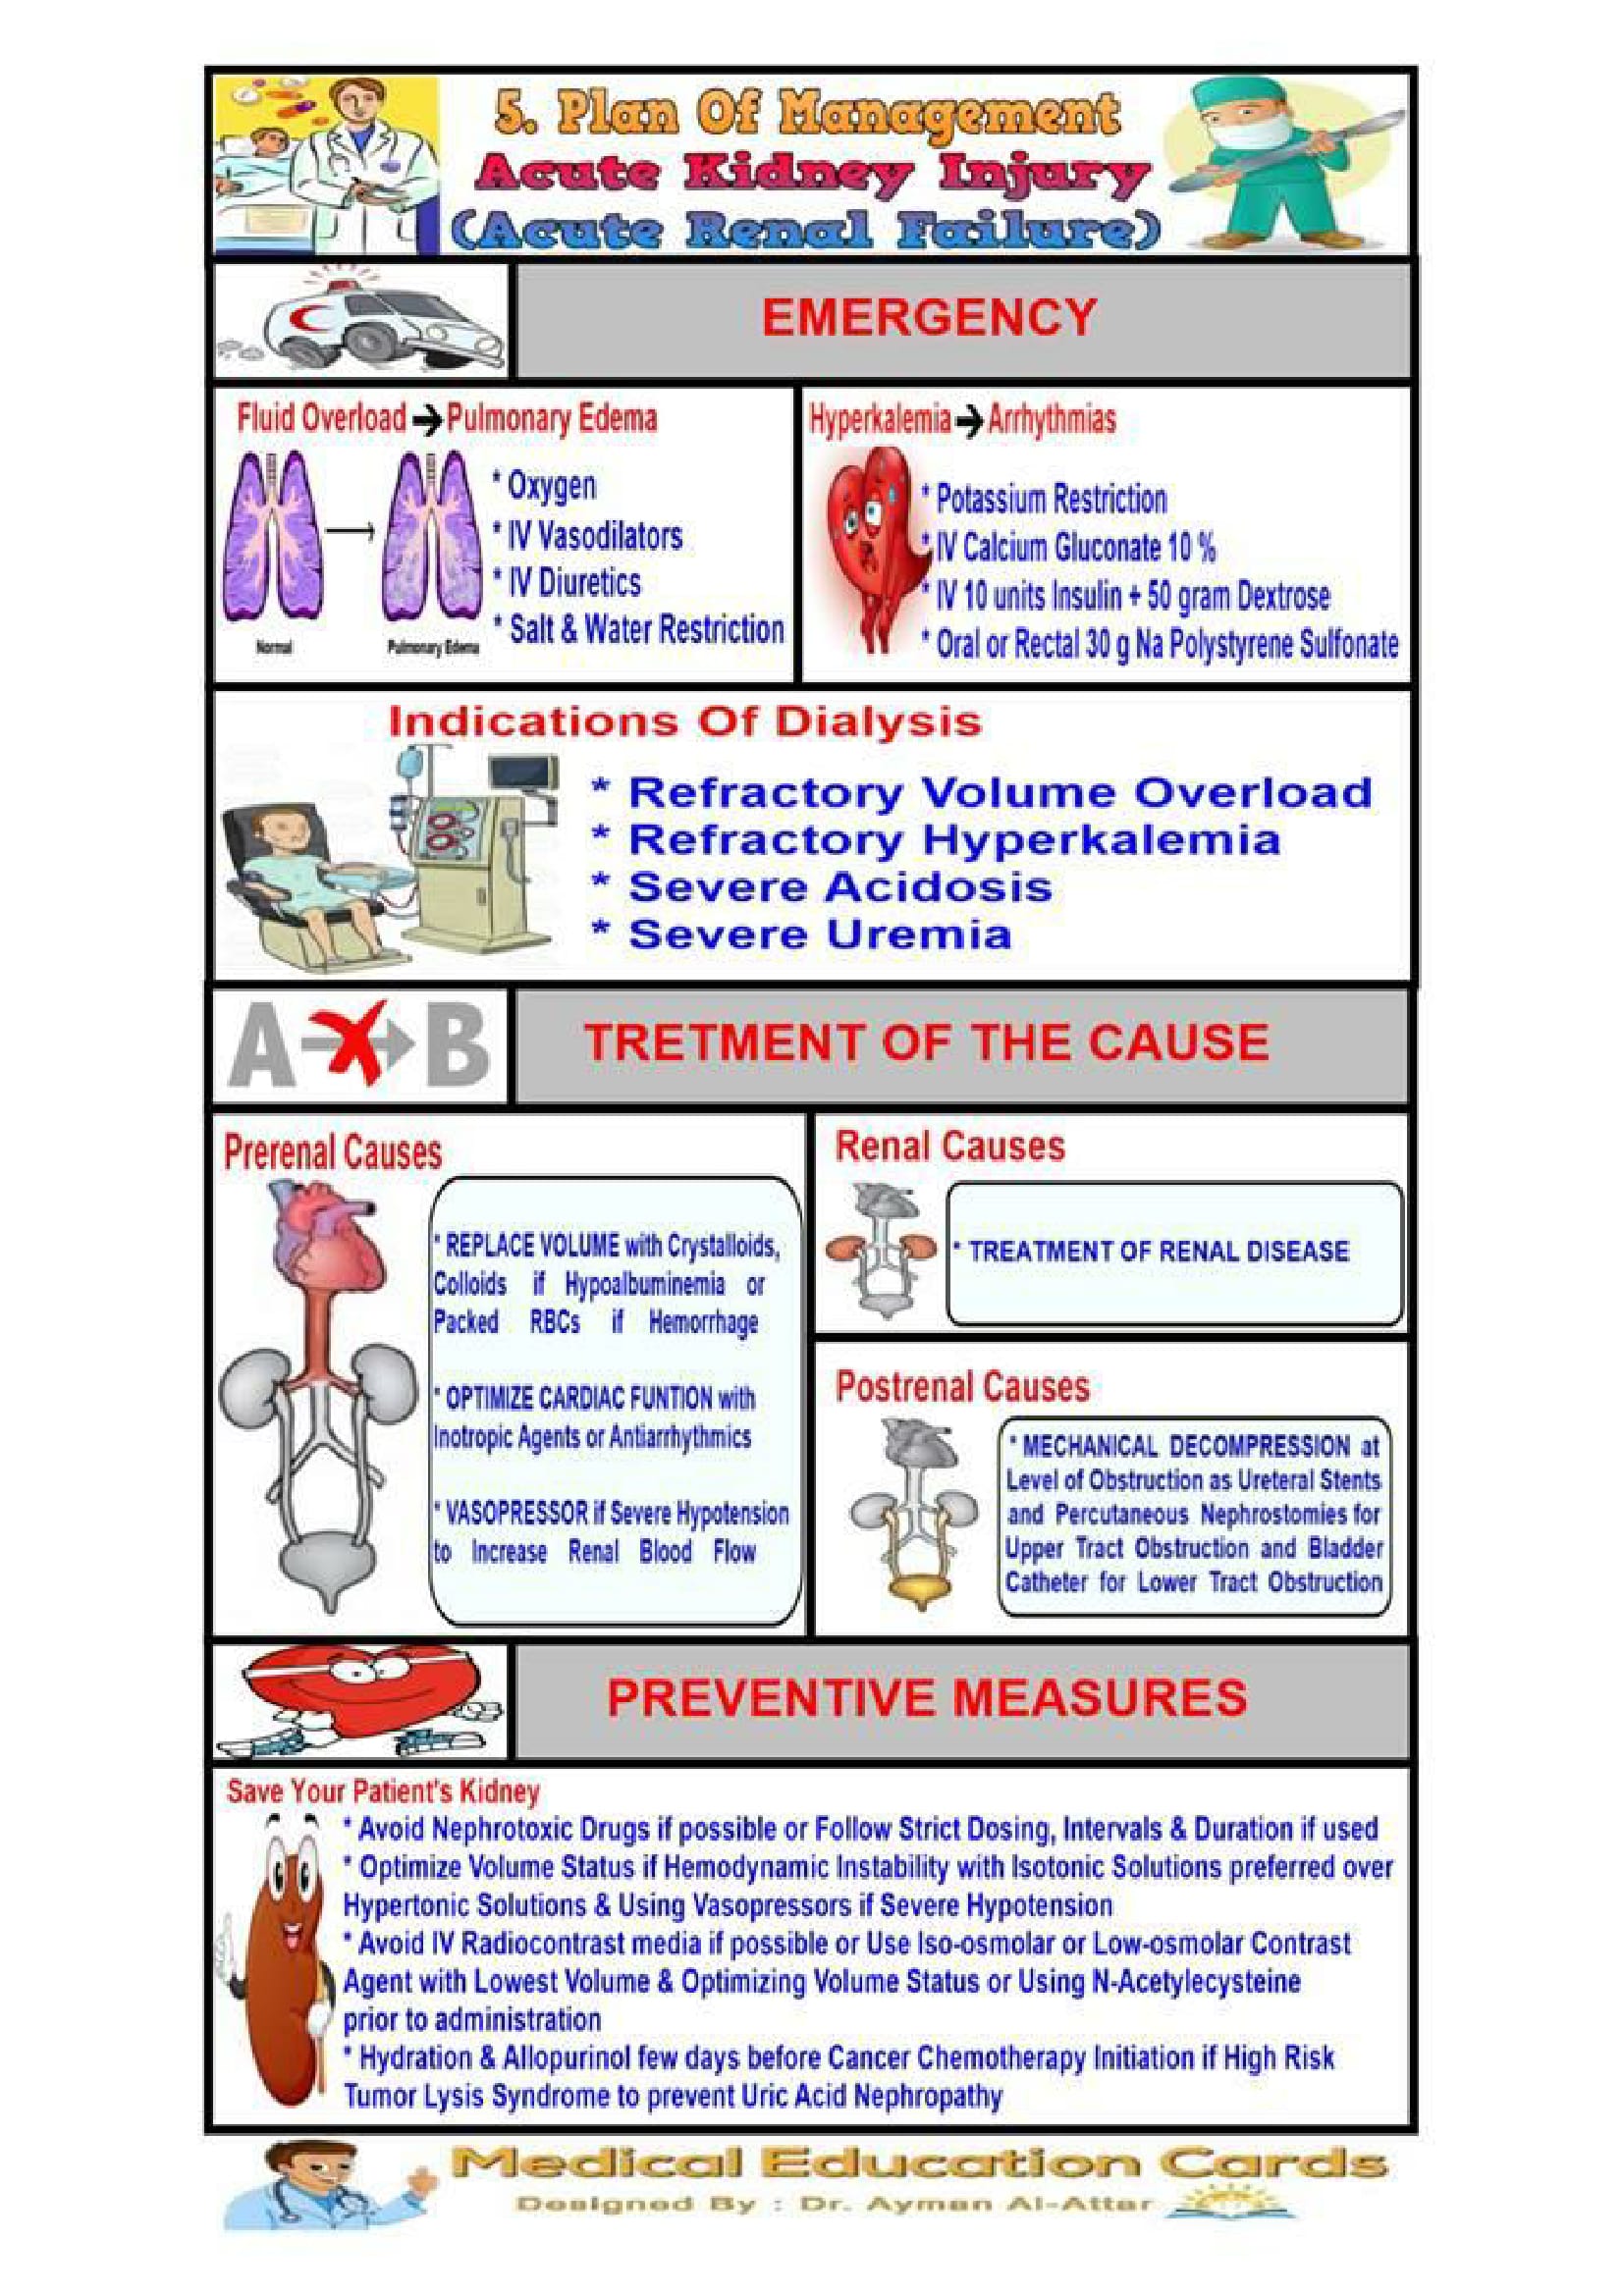 5. Plan Of Management
Acute Kidney Injury
(Acute Renal Failure)
EMERGENCY
Fluid Overload → Pulmonary Edema
* Oxygen
* IV Vasodilators
* IV Diuretics
* Salt & Water Restriction
Normal
Pulmonary Edema
Hyperkalemia → Arrhythmias
* Potassium Restriction
* IV Calcium Gluconate 10 %
* IV 10 units Insulin + 50 gram Dextrose
* Oral or Rectal 30 g Na Polystyrene Sulfonate
Indications Of Dialysis
* Refractory Volume Overload
* Refractory Hyperkalemia
* Severe Acidosis
* Severe Uremia
A B
TRETMENT OF THE CAUSE
Prerenal Causes
* REPLACE VOLUME with Crystalloids,
Colloids if Hypoalbuminemia or
Packed RBCs if Hemorrhage
* OPTIMIZE CARDIAC FUNTION with
Inotropic Agents or Antiarrhythmics
* VASOPRESSOR if Severe Hypotension
to Increase Renal Blood Flow
Renal Causes
* TREATMENT OF RENAL DISEASE
Postrenal Causes
* MECHANICAL DECOMPRESSION at
Level of Obstruction as Ureteral Stents
and Percutaneous Nephrostomies for
Upper Tract Obstruction and Bladder
Catheter for Lower Tract Obstruction
PREVENTIVE MEASURES
Save Your Patient's Kidney
* Avoid Nephrotoxic Drugs if possible or Follow Strict Dosing, Intervals & Duration if used
* Optimize Volume Status if Hemodynamic Instability with Isotonic Solutions preferred over
Hypertonic Solutions & Using Vasopressors if Severe Hypotension
* Avoid IV Radiocontrast media if possible or Use Iso-osmolar or Low-osmolar Contrast
Agent with Lowest Volume & Optimizing Volume Status or Using N-Acetylecysteine
prior to administration
* Hydration & Allopurinol few days before Cancer Chemotherapy Initiation if High Risk
Tumor Lysis Syndrome to prevent Uric Acid Nephropathy
Medical Education Cards
Designed By : Dr. Ayman Al-Attar